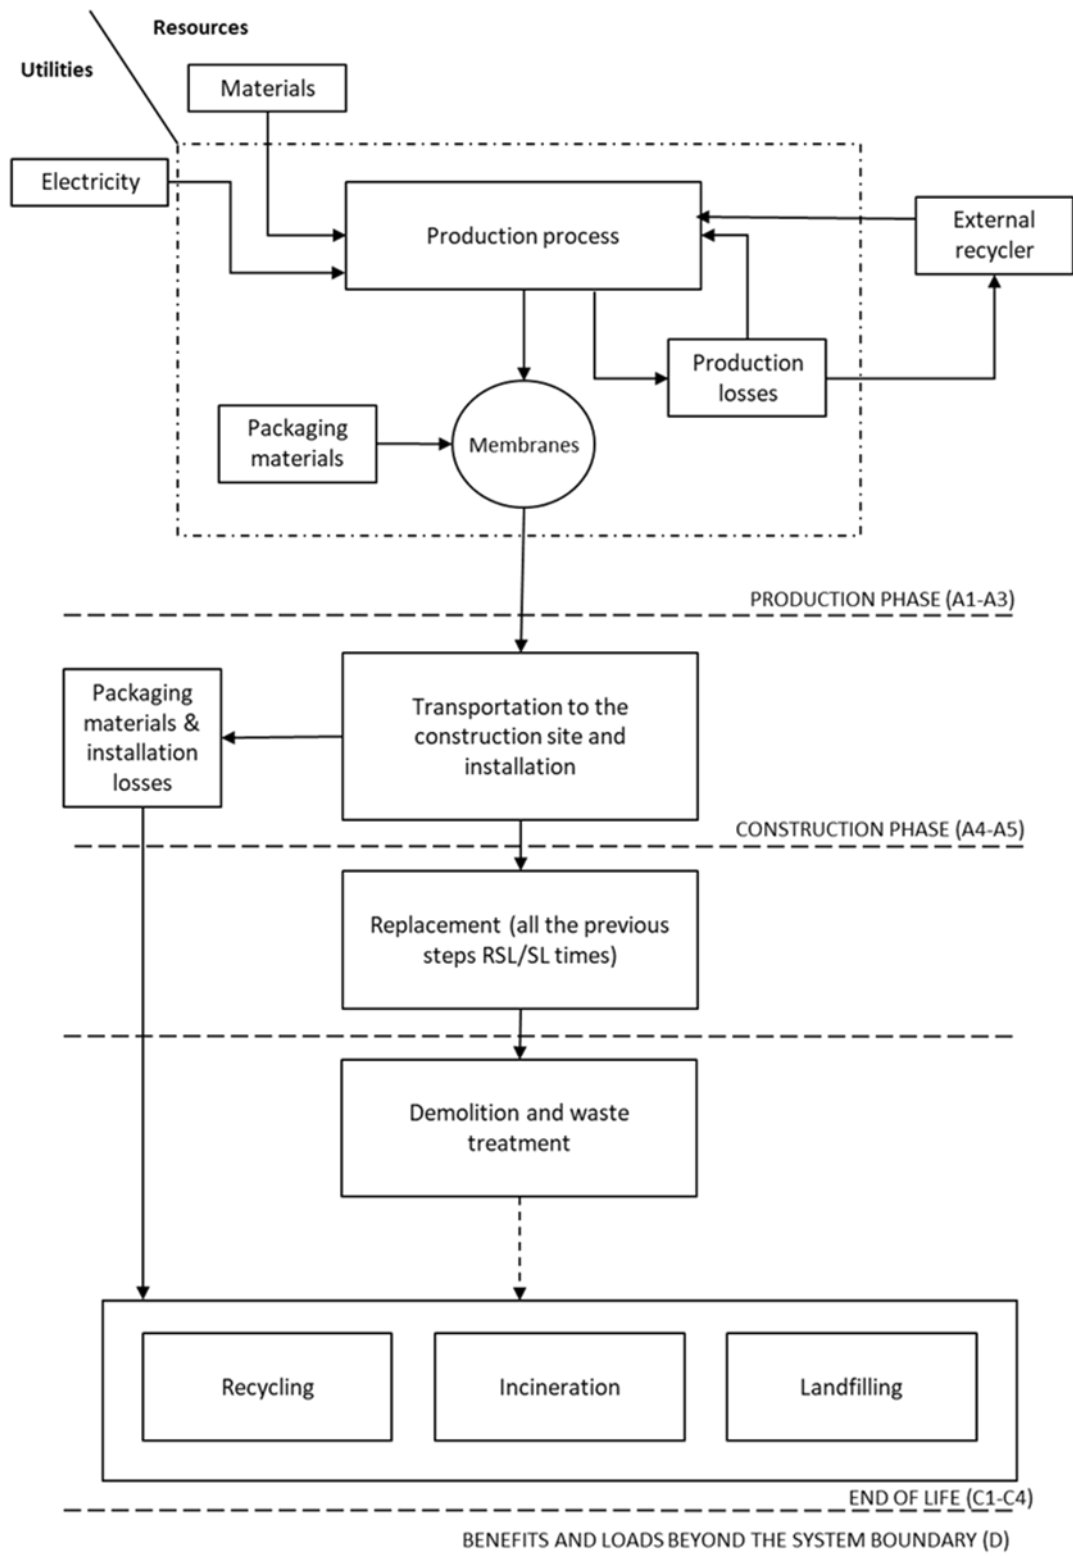 Resources
Utilities
Materials
Electricity
Production process
External
recycler
Production
losses
Packaging
materials
Membranes
PRODUCTION PHASE (A1-A3)
Packaging
materials &
installation
losses
Transportation to the
construction site and
installation
CONSTRUCTION PHASE (A4-A5)
Replacement (all the previous
steps RSL/SL times)
Demolition and waste
treatment
Recycling
Incineration
Landfilling
END OF LIFE (C1-C4)
BENEFITS AND LOADS BEYOND THE SYSTEM BOUNDARY (D)